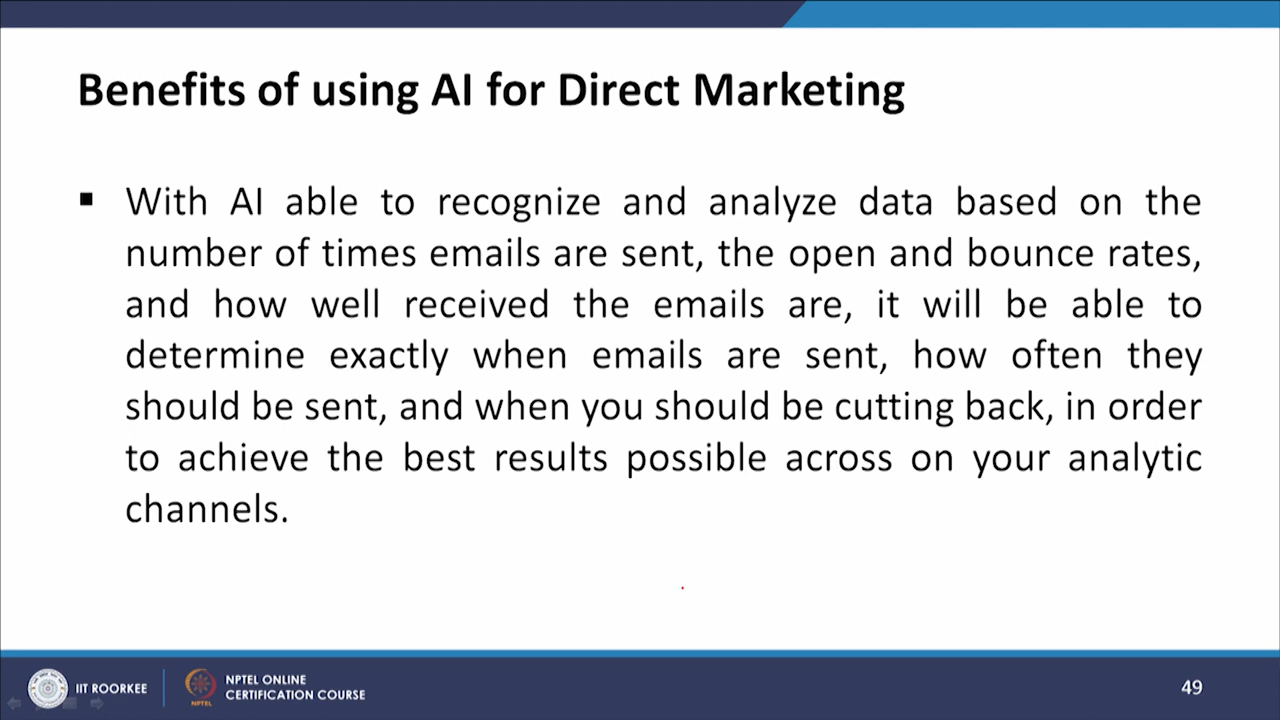 Benefits of using AI for Direct Marketing
▪ With AI able to recognize and analyze data based on the
number of times emails are sent, the open and bounce rates,
and how well received the emails are, it will be able to
determine exactly when emails are sent, how often they
should be sent, and when you should be cutting back, in order
to achieve the best results possible across on your analytic
channels.
IIT ROORKEE
NPTEL
NPTEL ONLINE
CERTIFICATION COURSE
49